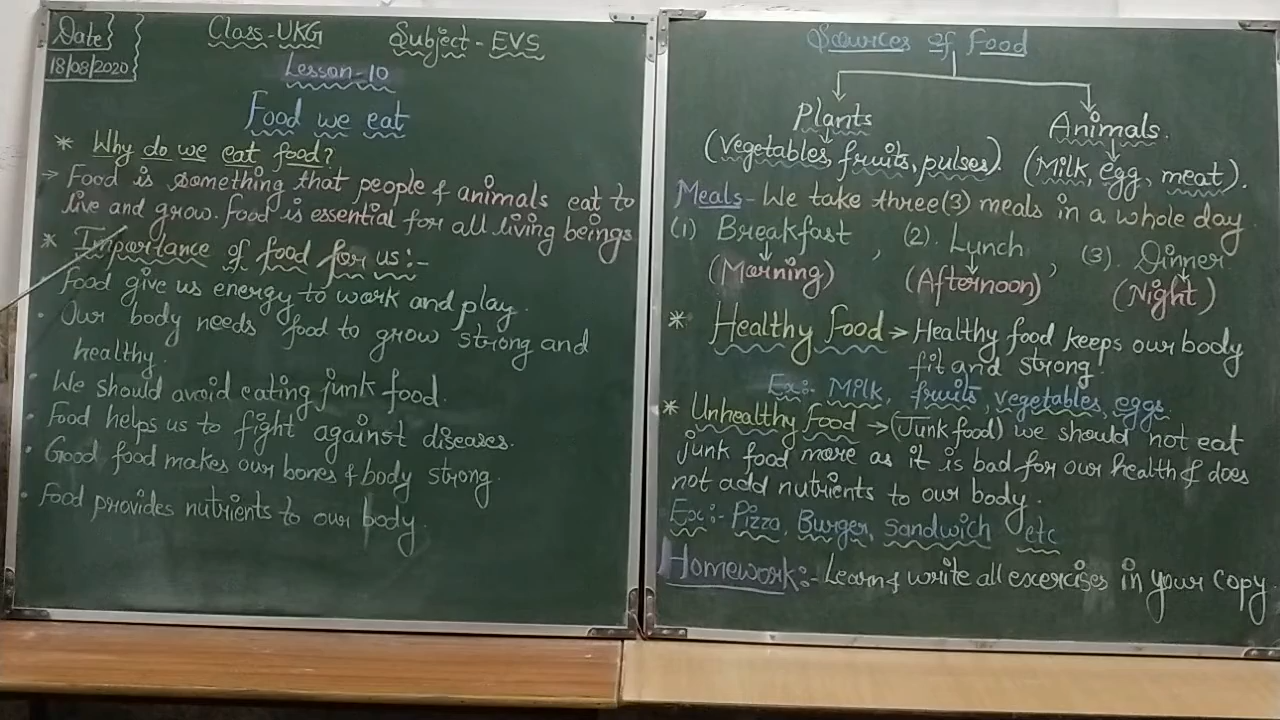 Date
18/08/2020
Class-UKG
Subject - EVS
Lesson-10
Food we eat
* Why do we eat food?
→ Food is something that people & animals eat to
live and grow. food is essential for all living beings
* Importance of food for us:-
Food give us energy to work and play.
• Our body needs food to grow strong and
healthy.
• We should avoid eating junk food.
• Food helps us to fight against diseases.
• Good food makes our bones & body strong.
• Food provides nutrients to our body.
Sources of Food
Plants
Animals.
(Vegetables, fruits, pulses).
(Milk, egg, meat).
Meals - We take three(3) meals in a whole day
(1) Breakfast , (2). Lynch , (3). Dinner
(Morning) (Afternoon) (Night)
* Healthy food → Healthy food keeps our body
fit and strong.
Ex:- Milk, fruits, vegetables, eggs.
* Unhealthy Food → (Junk food) we should not eat
junk food more as it is bad for our health & does
not add nutrients to our body.
Ex:- Pizza, Burger, Sandwich etc
Homework:- Learn & write all excercises in your copy